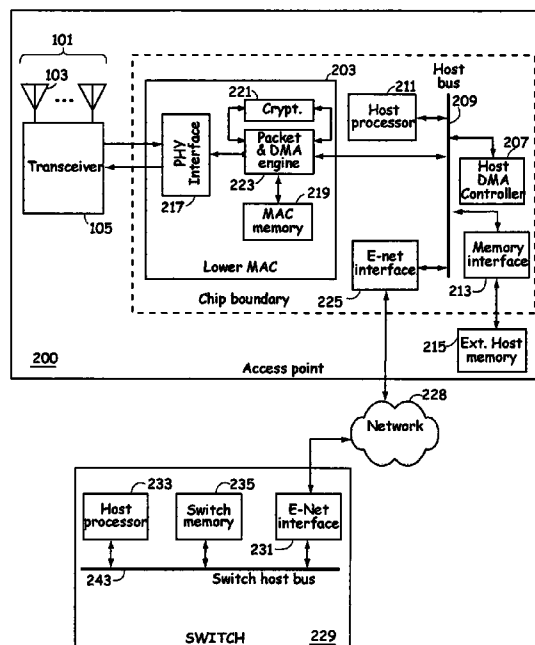 101
103
Transceiver
105
203
221
Crypt.
Packet
& DMA
engine
223
PHY
Interface
217
219
MAC
memory
Lower MAC
211
Host
processor
Host
bus
209
207
Host
DMA
Controller
Memory
interface
213
E-net
interface
225
Chip boundary
215
Ext. Host
memory
200
Access point
228
Network
233
Host
processor
235
Switch
memory
E-Net
interface
231
243
Switch host bus
SWITCH
229